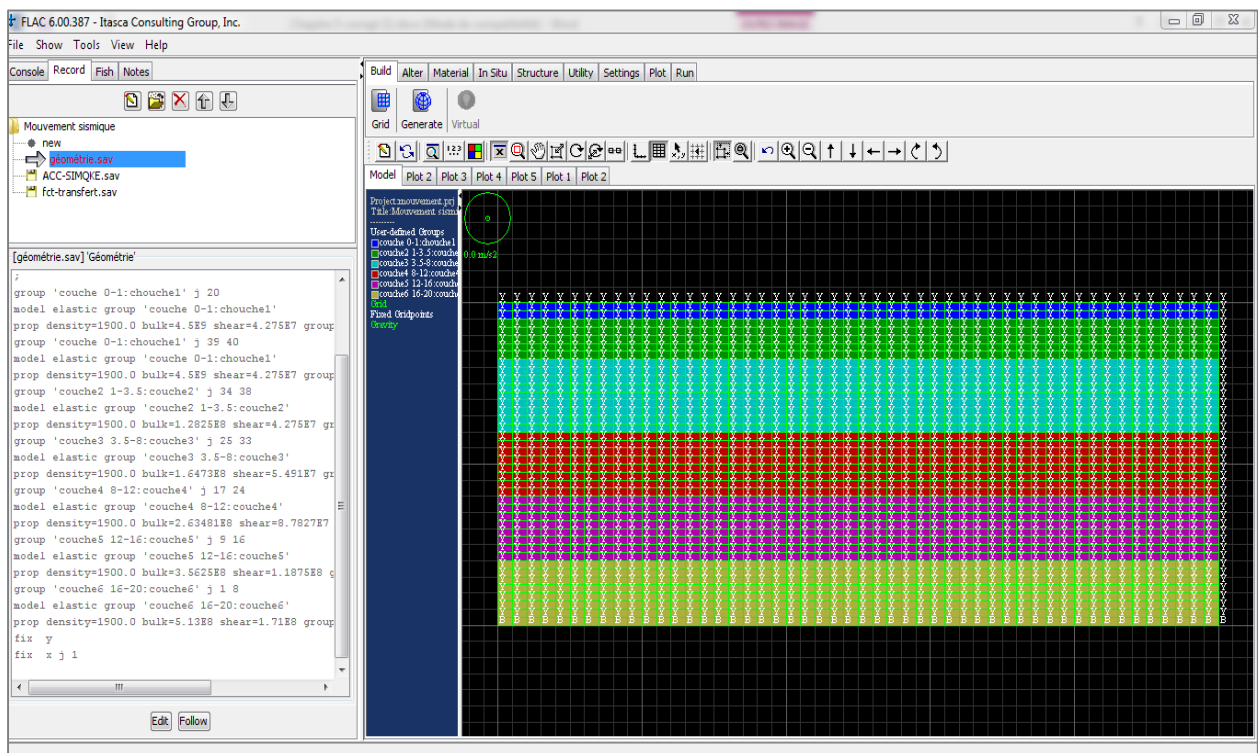 FLAC 6.00.387 - Itasca Consulting Group, Inc.
File Show Tools View Help
Console Record Fish Notes
Mouvement sismique
new
géométrie.sav
ACC-SIMQKE.sav
fct-transfert.sav
[géométrie.sav] 'Géométrie'
;
group 'couche 0-1:chouche1' j 20
model elastic group 'couche 0-1:chouche1'
prop density=1900.0 bulk=4.5E9 shear=4.275E7 group
group 'couche 0-1:chouche1' j 39 40
model elastic group 'couche 0-1:chouche1'
prop density=1900.0 bulk=4.5E9 shear=4.275E7 group
group 'couche2 1-3.5:couche2' j 34 38
model elastic group 'couche2 1-3.5:couche2'
prop density=1900.0 bulk=1.2825E8 shear=4.275E7 gr
group 'couche3 3.5-8:couche3' j 25 33
model elastic group 'couche3 3.5-8:couche3'
prop density=1900.0 bulk=1.6473E8 shear=5.491E7 gr
group 'couche4 8-12:couche4' j 17 24
model elastic group 'couche4 8-12:couche4'
prop density=1900.0 bulk=2.63481E8 shear=8.7827E7
group 'couche5 12-16:couche5' j 9 16
model elastic group 'couche5 12-16:couche5'
prop density=1900.0 bulk=3.5625E8 shear=1.1875E8 g
group 'couche6 16-20:couche6' j 1 8
model elastic group 'couche6 16-20:couche6'
prop density=1900.0 bulk=5.13E8 shear=1.71E8 group
fix y
fix x j 1
Edit Follow
Build Alter Material In Situ Structure Utility Settings Plot Run
Grid Generate Virtual
Model Plot 2 Plot 3 Plot 4 Plot 5 Plot 1 Plot 2
Project:mouvement.prj
Title:Mouvement sismi
User-defined Groups
couche 0-1:chouche1
couche2 1-3.5:couche
couche3 3.5-8:couche
couche4 8-12:couche4
couche5 12-16:couch
couche6 16-20:couch
Grid
Fixed Gridpoints
Gravity
0.0 m/s2